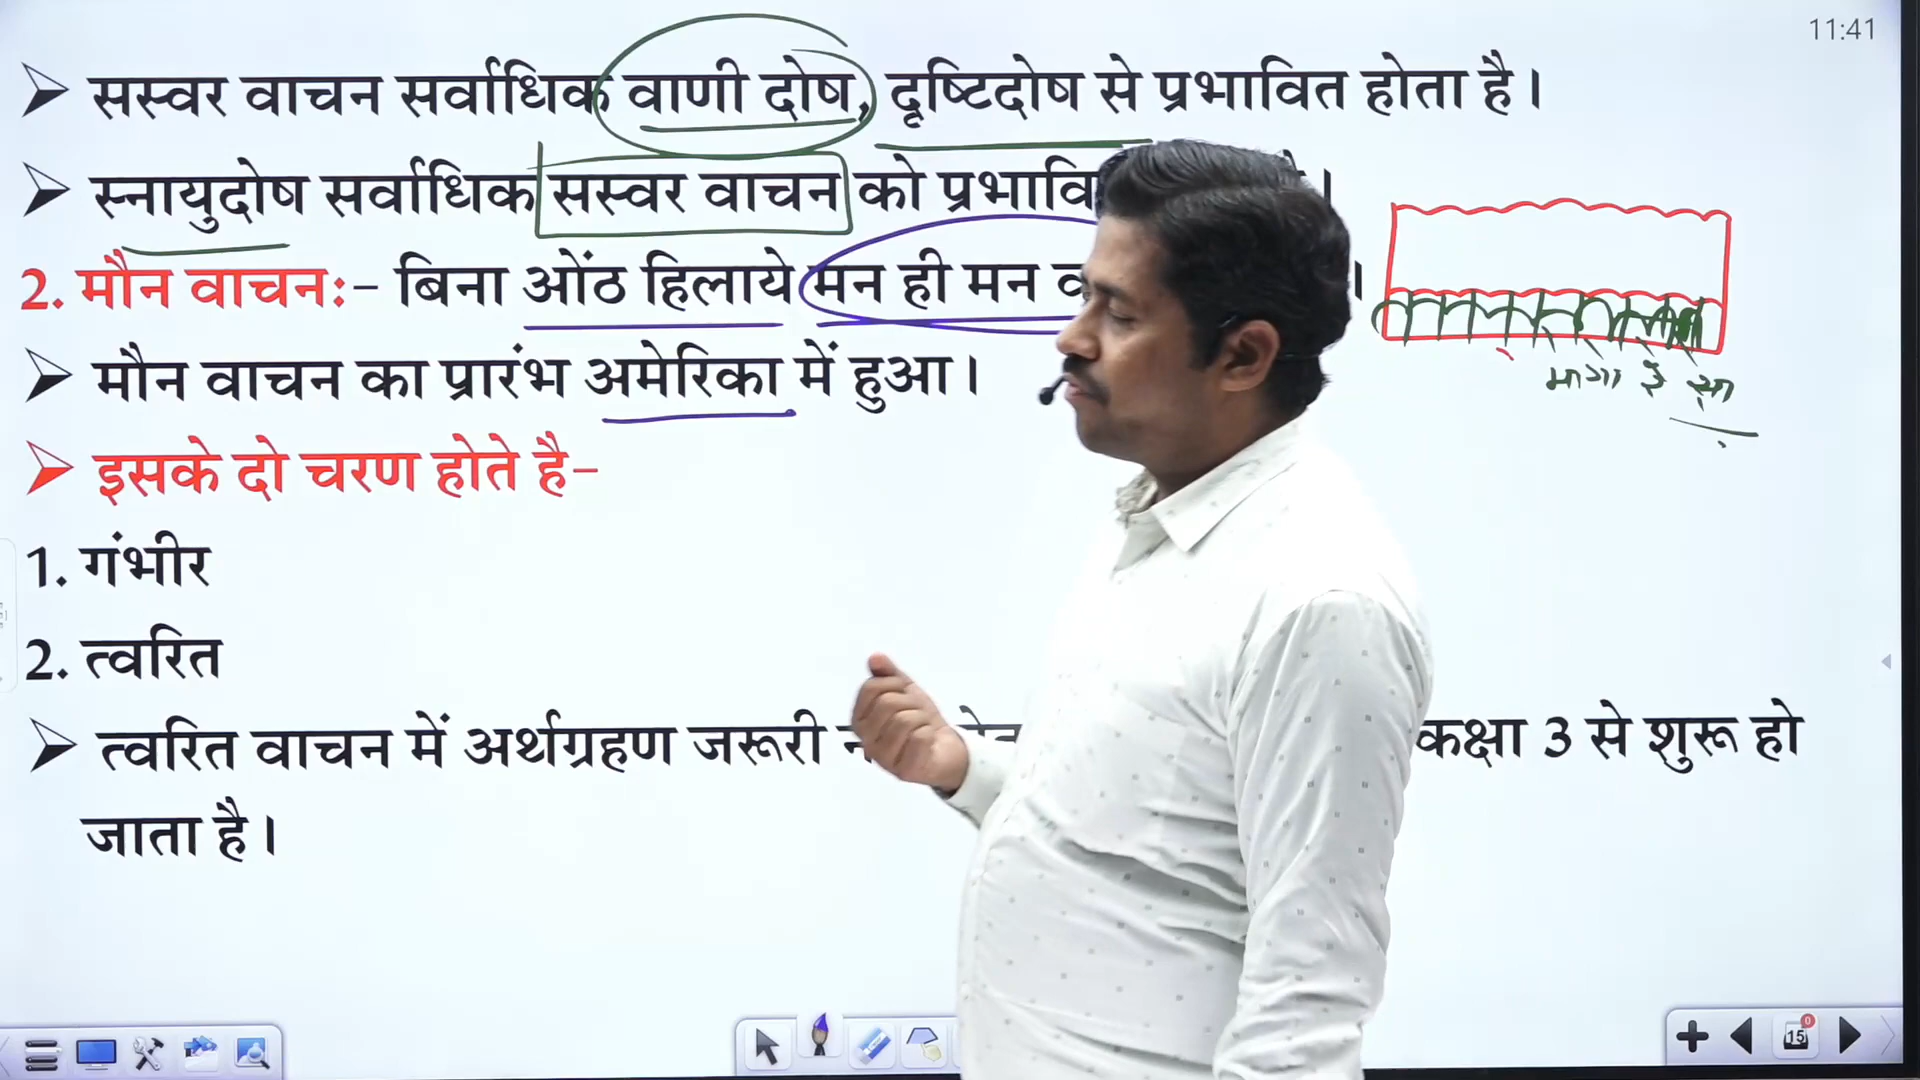 11:41
सस्वर वाचन सर्वाधिक वाणी दोष, दृष्टिदोष से प्रभावित होता है।
स्नायुदोष सर्वाधिक सस्वर वाचन को
2. मौन वाचनः- बिना ओंठ हिलाये मन ही मन
मौन वाचन का प्रारंभ अमेरिका में हुआ।
इसके दो चरण होते है-
1. गंभीर
2. त्वरित
त्वरित वाचन में अर्थग्रहण जरूरी कक्षा 3 से शुरू हो
जाता है।
15
0